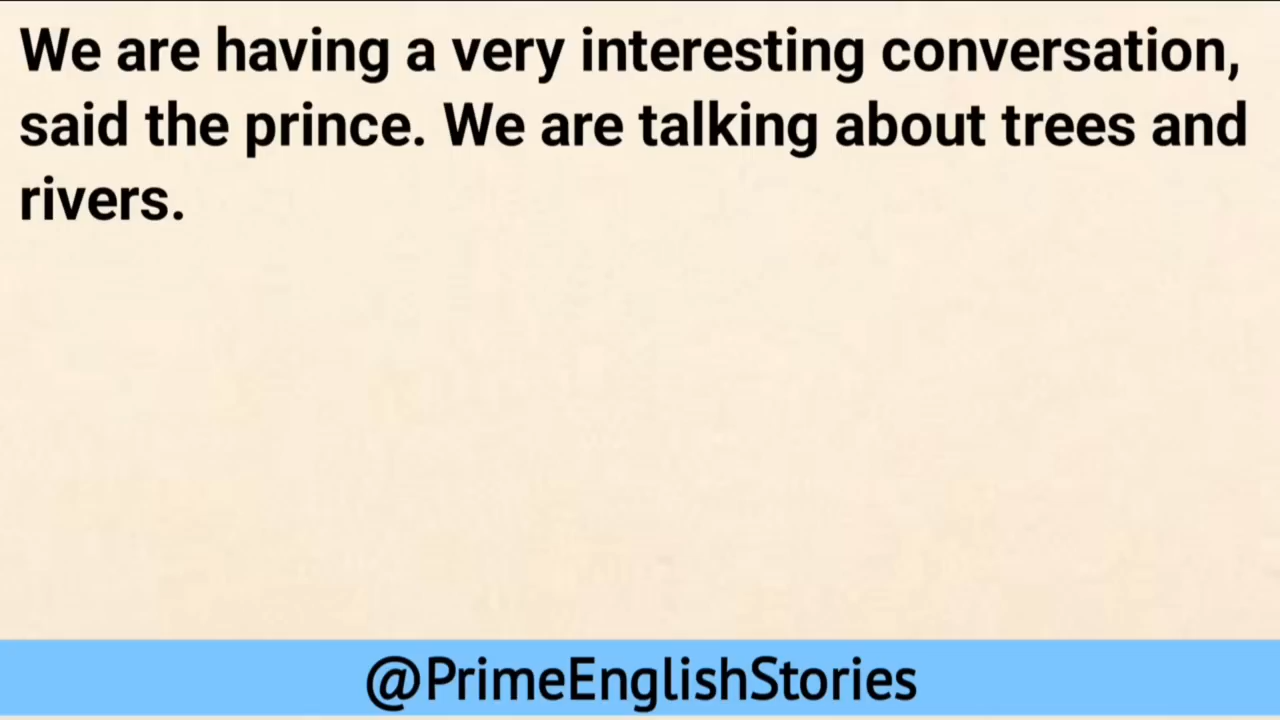 We are having a very interesting conversation,
said the prince. We are talking about trees and
rivers.
@PrimeEnglishStories